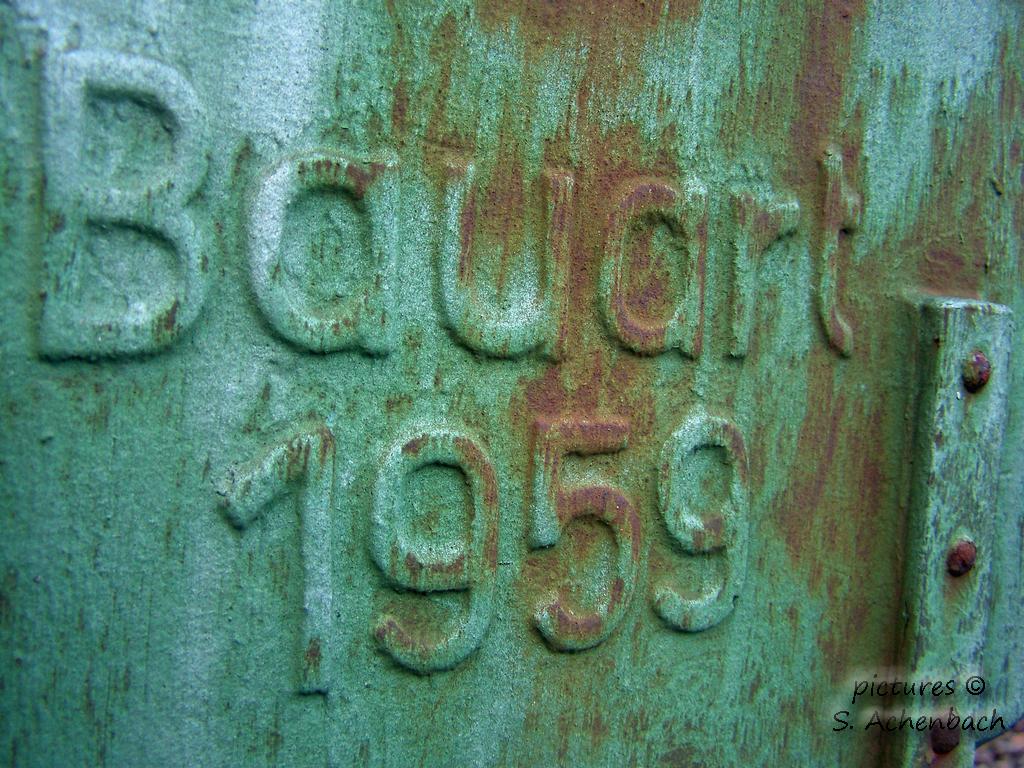 Bauart
1959
pictures ©
S. Achenbach